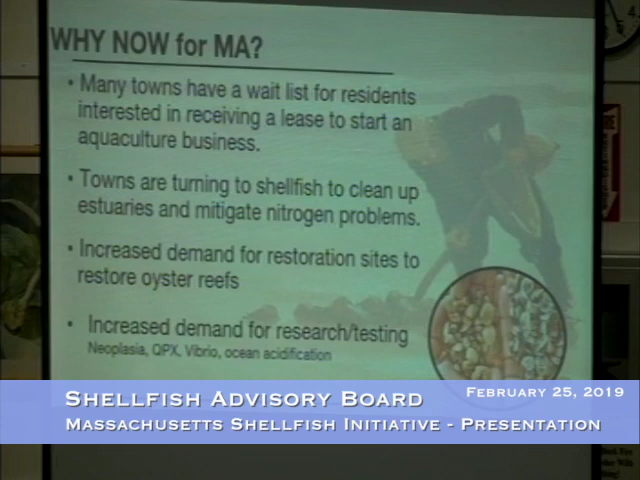 WHY NOW for MA?
• Many towns have a wait list for residents
interested in receiving a lease to start an
aquaculture business.
• Towns are turning to shellfish to clean up
estuaries and mitigate nitrogen problems.
• Increased demand for restoration sites to
restore oyster reefs
• Increased demand for research/testing
Neoplasia, QPX, Vibrio, ocean acidification
Shellfish Advisory Board
February 25, 2019
Massachusetts Shellfish Initiative - Presentation